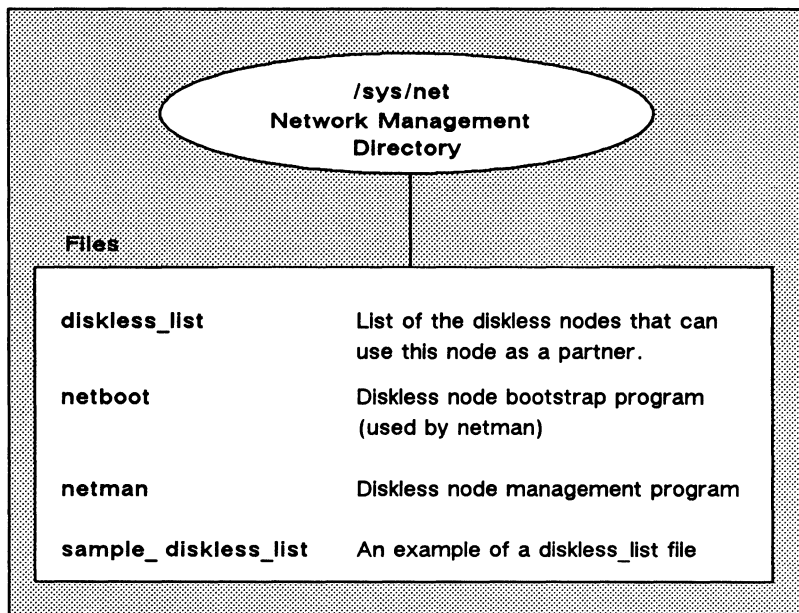 /sys/net
Network Management
Directory
Files
diskless_list List of the diskless nodes that can
use this node as a partner.
netboot Diskless node bootstrap program
(used by netman)
netman Diskless node management program
sample_ diskless_list An example of a diskless_list file